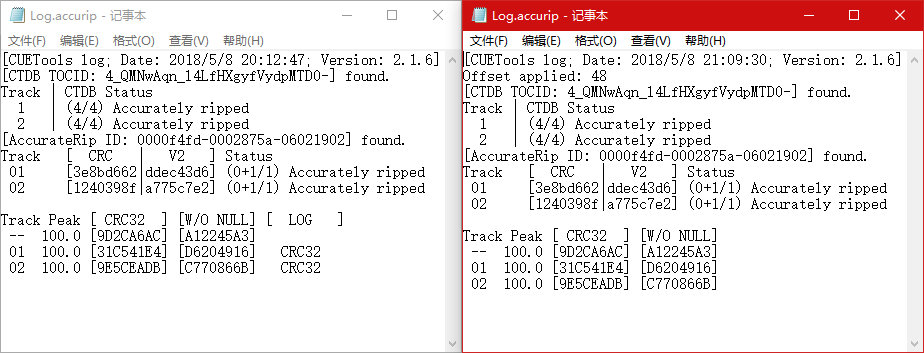 Log.accurip - 记事本
文件(F) 编辑(E) 格式(O) 查看(V) 帮助(H)
[CUETools log; Date: 2018/5/8 20:12:47; Version: 2.1.6]
[CTDB TOCID: 4_QMNwAqn_14LfHXgyfVydpMTD0-] found.
Track | CTDB Status
1 | (4/4) Accurately ripped
2 | (4/4) Accurately ripped
[AccurateRip ID: 0000f4fd-0002875a-06021902] found.
Track [ CRC | V2 ] Status
01 [3e8bd662|ddec43d6] (0+1/1) Accurately ripped
02 [1240398f|a775c7e2] (0+1/1) Accurately ripped
Track Peak [ CRC32 ] [W/O NULL] [ LOG ]
-- 100.0 [9D2CA6AC] [A12245A3]
01 100.0 [31C541E4] [D6204916] CRC32
02 100.0 [9E5CEADB] [C770866B] CRC32
Log.accurip - 记事本
文件(F) 编辑(E) 格式(O) 查看(V) 帮助(H)
[CUETools log; Date: 2018/5/8 21:09:30; Version: 2.1.6]
Offset applied: 48
[CTDB TOCID: 4_QMNwAqn_14LfHXgyfVydpMTD0-] found.
Track | CTDB Status
1 | (4/4) Accurately ripped
2 | (4/4) Accurately ripped
[AccurateRip ID: 0000f4fd-0002875a-06021902] found.
Track [ CRC | V2 ] Status
01 [3e8bd662|ddec43d6] (0+1/1) Accurately ripped
02 [1240398f|a775c7e2] (0+1/1) Accurately ripped
Track Peak [ CRC32 ] [W/O NULL]
-- 100.0 [9D2CA6AC] [A12245A3]
01 100.0 [31C541E4] [D6204916]
02 100.0 [9E5CEADB] [C770866B]